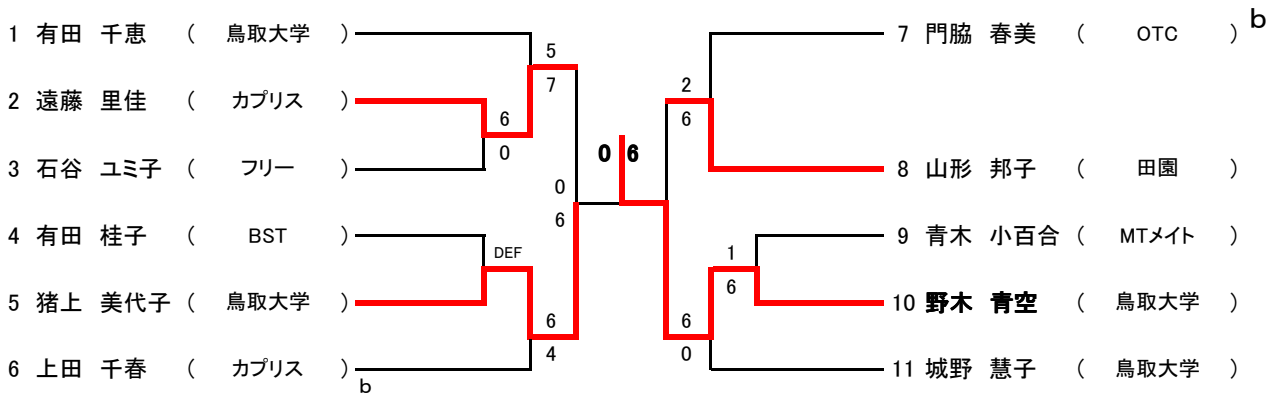 b
1 有田 千恵 ( 鳥取大学 )
2 遠藤 里佳 ( カプリス )
3 石谷 ユミ子 ( フリー )
4 有田 桂子 ( BST )
5 猪上 美代子 ( 鳥取大学 )
6 上田 千春 ( カプリス )
b
5
7
6
0
0
6
DEF
6
4
0 6
2
6
1
6
6
0
7 門脇 春美 ( OTC )
8 山形 邦子 ( 田園 )
9 青木 小百合 ( MTメイト )
10 野木 青空 ( 鳥取大学 )
11 城野 慧子 ( 鳥取大学 )